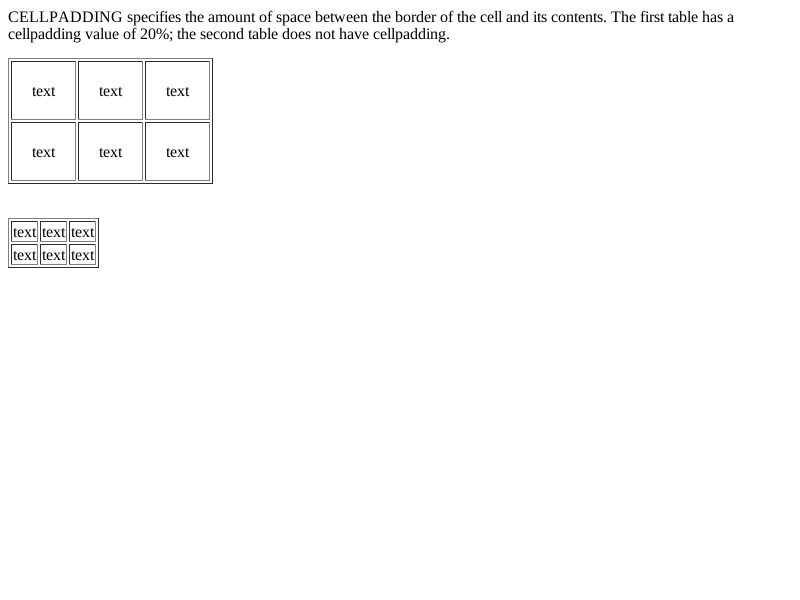 CELLPADDING specifies the amount of space between the border of the cell and its contents. The first table has a
cellpadding value of 20%; the second table does not have cellpadding.
text text text
text text text
text text text
text text text